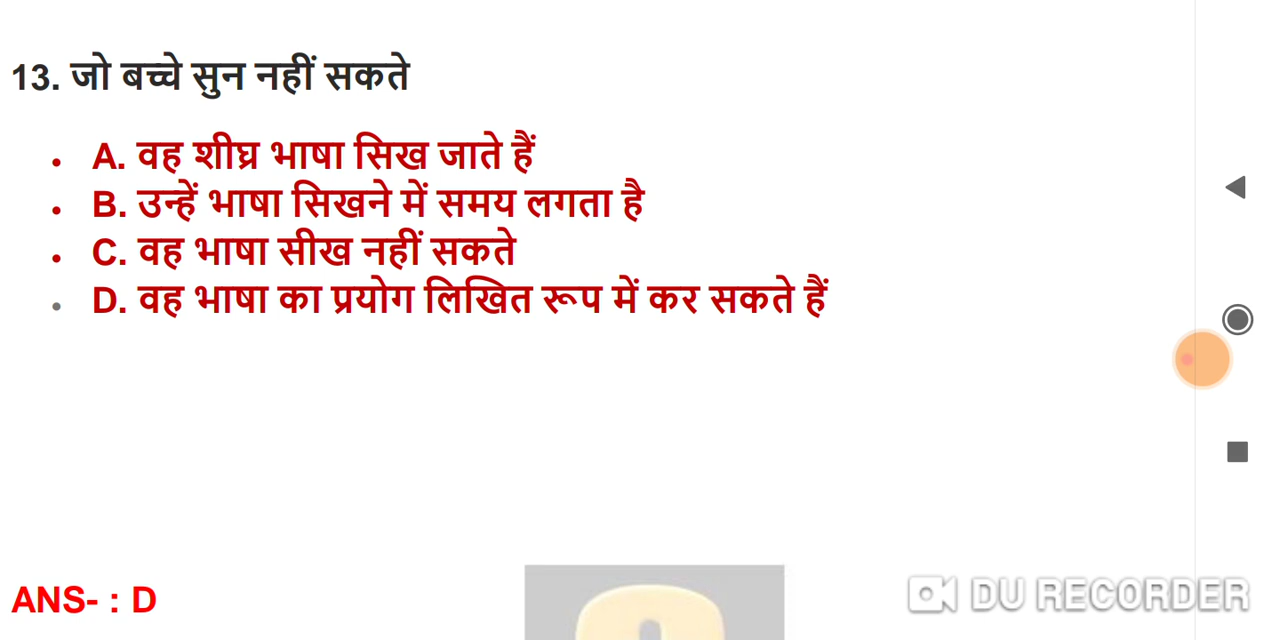 13. जो बच्चे सुन नहीं सकते
• A. वह शीघ्र भाषा सिख जाते हैं
• B. उन्हें भाषा सिखने में समय लगता है
• C. वह भाषा सीख नहीं सकते
• D. वह भाषा का प्रयोग लिखित रूप में कर सकते हैं
ANS- : D
DU RECORDER